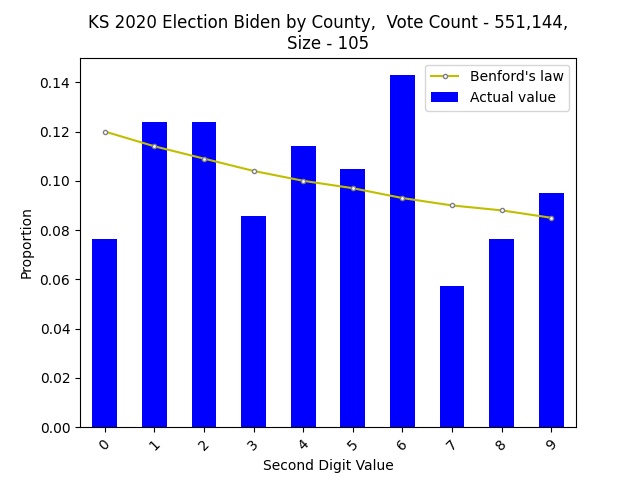 KS 2020 Election Biden by County,  Vote Count - 551,144,
Size - 105
Benford's law
Actual value
Proportion
0.14
0.12
0.10
0.08
0.06
0.04
0.02
0.00
0 1 2 3 4 5 6 7 8 9
Second Digit Value